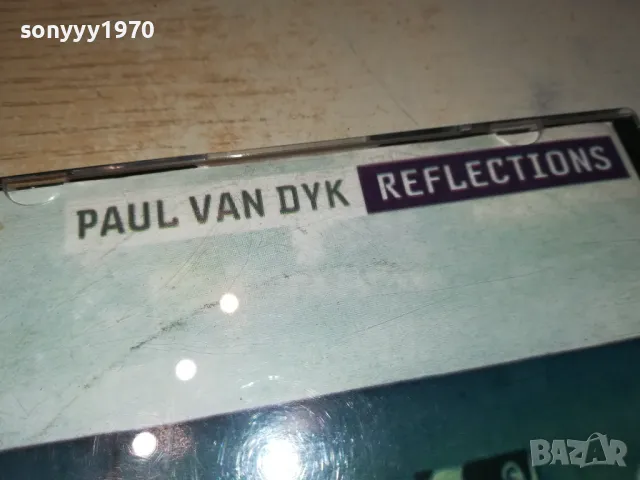 sonyyy1970
PAUL VAN DYK REFLECTIONS
BAZAR